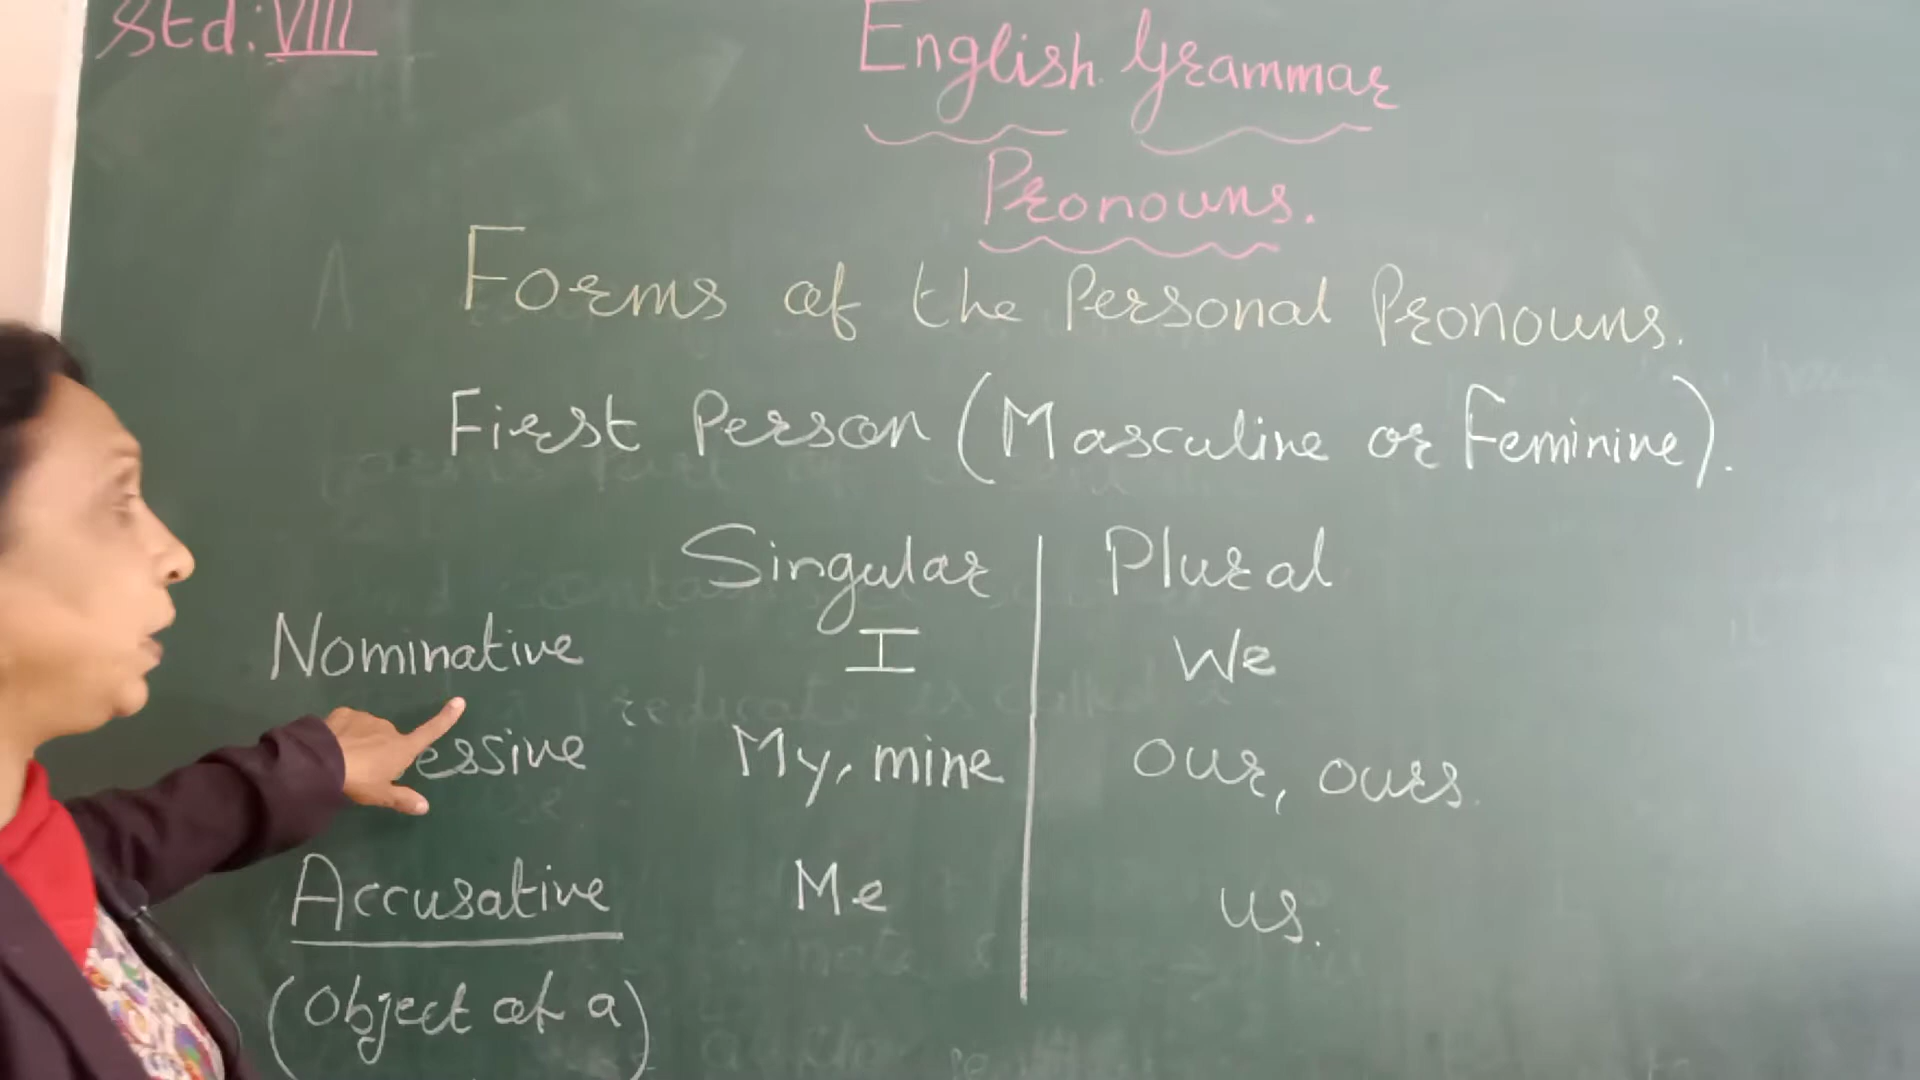 Std: VIII
English Grammar
Pronouns.
Forms of the Personal Pronouns.
First Person (Masculine or Feminine).
Singular Plural
Nominative I We
essive My, mine our, ours.
Accusative Me us.
(Object of a)